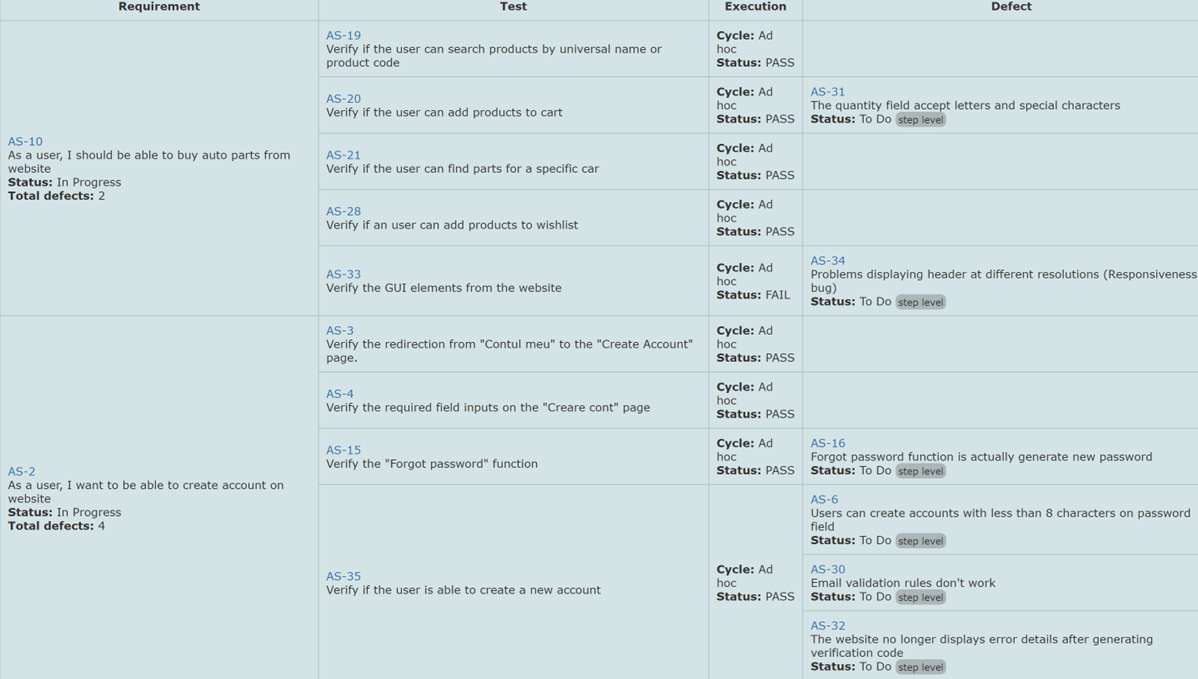 Requirement Test Execution Defect
AS-10
As a user, I should be able to buy auto parts from
website
Status: In Progress
Total defects: 2
AS-19
Verify if the user can search products by universal name or
product code
Cycle: Ad
hoc
Status: PASS
AS-20
Verify if the user can add products to cart
Cycle: Ad
hoc
Status: PASS
AS-31
The quantity field accept letters and special characters
Status: To Do step level
AS-21
Verify if the user can find parts for a specific car
Cycle: Ad
hoc
Status: PASS
AS-28
Verify if an user can add products to wishlist
Cycle: Ad
hoc
Status: PASS
AS-33
Verify the GUI elements from the website
Cycle: Ad
hoc
Status: FAIL
AS-34
Problems displaying header at different resolutions (Responsiveness
bug)
Status: To Do step level
AS-2
As a user, I want to be able to create account on
website
Status: In Progress
Total defects: 4
AS-3
Verify the redirection from "Contul meu" to the "Create Account"
page.
Cycle: Ad
hoc
Status: PASS
AS-4
Verify the required field inputs on the "Creare cont" page
Cycle: Ad
hoc
Status: PASS
AS-15
Verify the "Forgot password" function
Cycle: Ad
hoc
Status: PASS
AS-16
Forgot password function is actually generate new password
Status: To Do step level
AS-35
Verify if the user is able to create a new account
Cycle: Ad
hoc
Status: PASS
AS-6
Users can create accounts with less than 8 characters on password
field
Status: To Do step level
AS-30
Email validation rules don't work
Status: To Do step level
AS-32
The website no longer displays error details after generating
verification code
Status: To Do step level